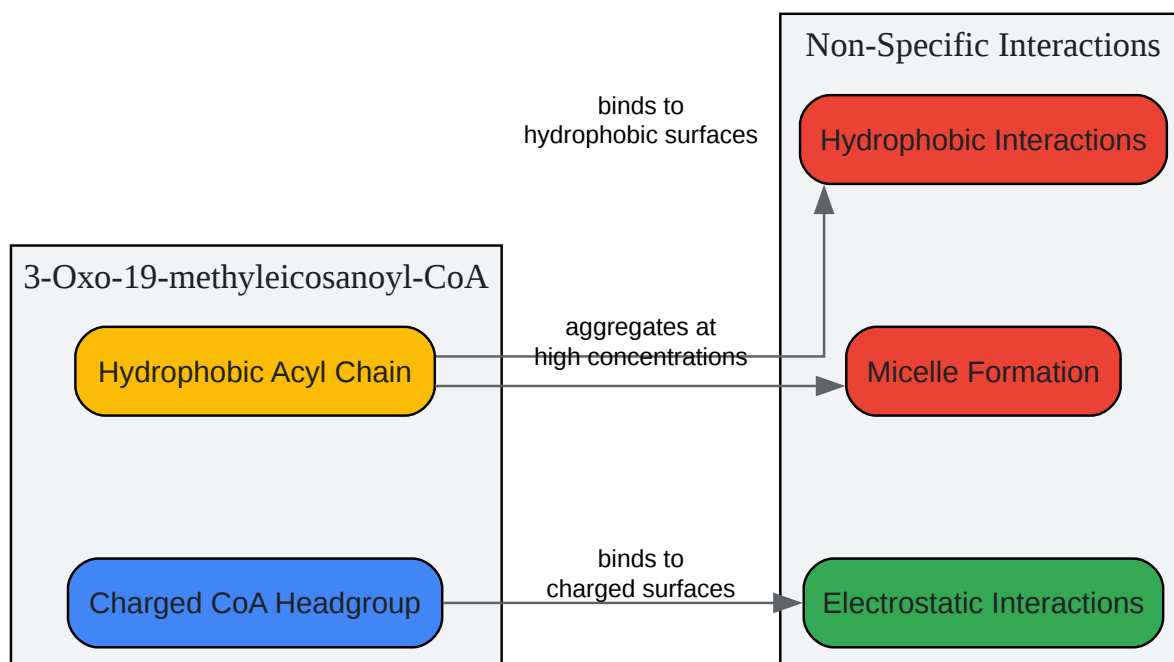 Non-Specific Interactions
binds to
hydrophobic surfaces
Hydrophobic Interactions
3-Oxo-19-methyleicosanoyl-CoA
Hydrophobic Acyl Chain
aggregates at
high concentrations
Micelle Formation
Charged CoA Headgroup
binds to
charged surfaces
Electrostatic Interactions